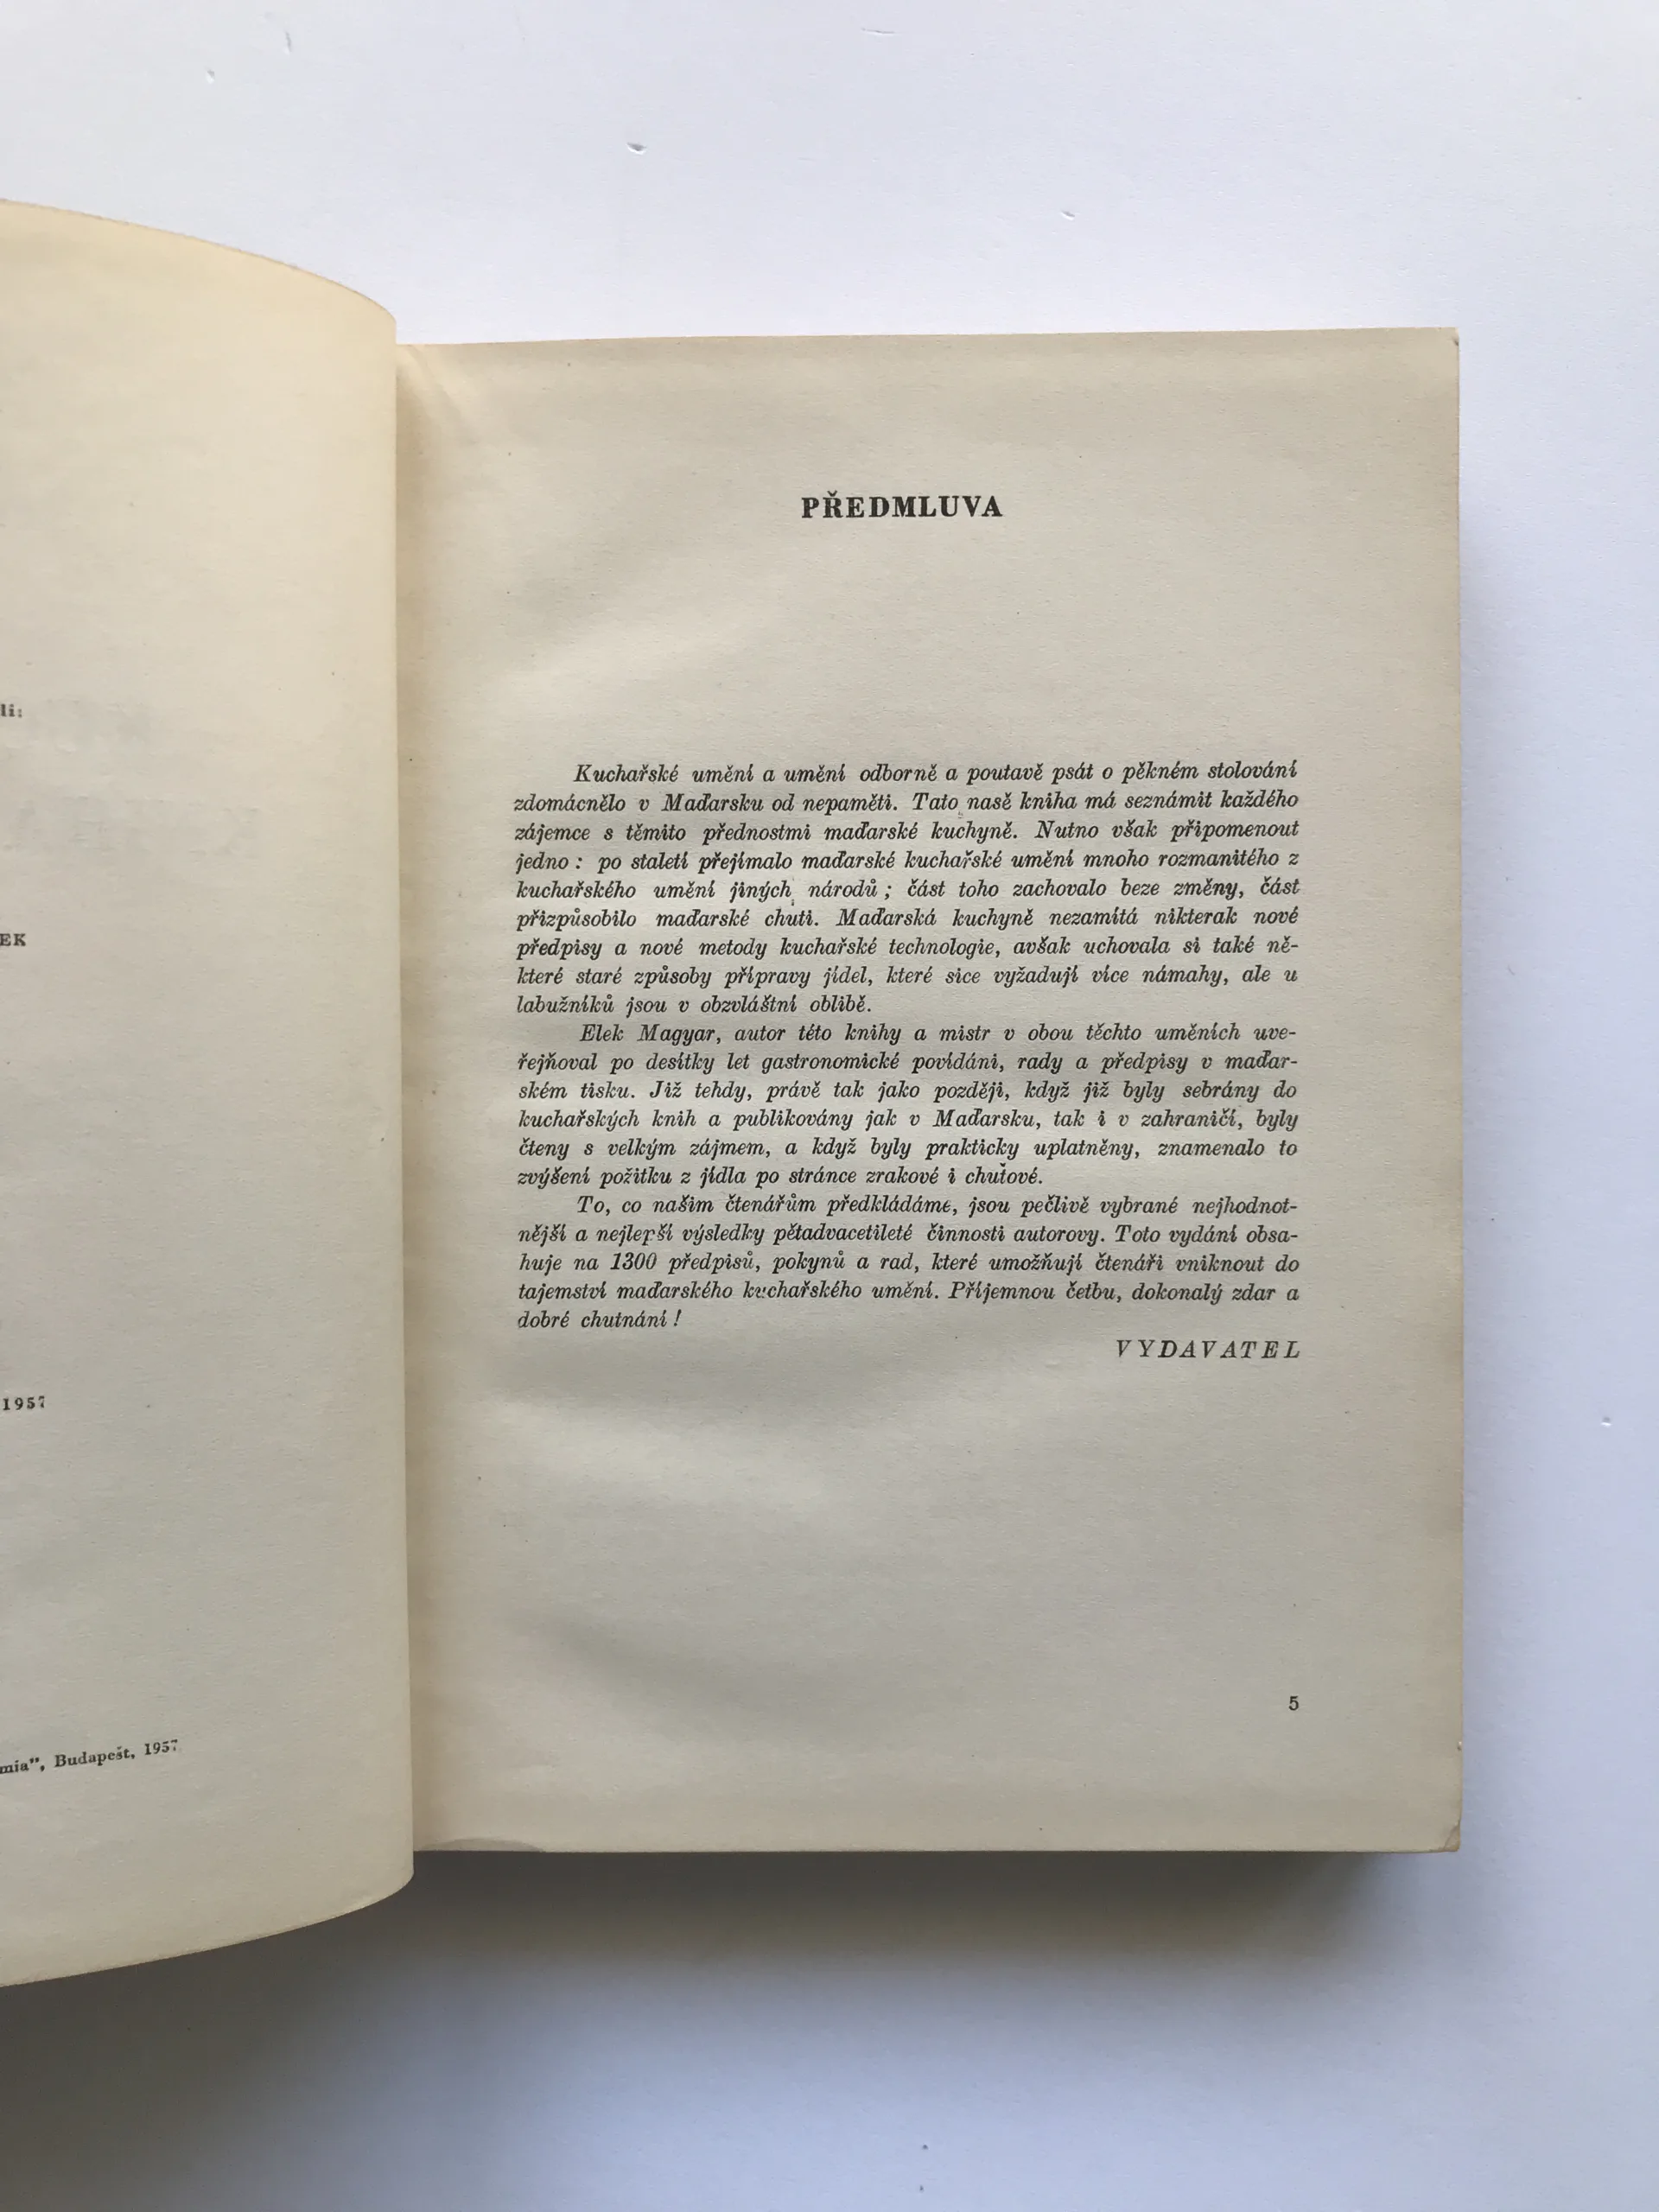 li:
EK
1957
mia", Budapešt, 1957
PŘEDMLUVA
Kuchařské umění a umění odborně a poutavě psát o pěkném stolování
zdomácnělo v Maďarsku od nepaměti. Tato nasě kniha má seznámit každého
zájemce s těmito přednostmi maďarské kuchyně. Nutno však připomenout
jedno : po staletí přejímalo maďarské kuchařské umění mnoho rozmanitého z
kuchařského umění jiných národů ; část toho zachovalo beze změny, část
přizpůsobilo maďarské chuti. Maďarská kuchyně nezamítá nikterak nové
předpisy a nové metody kuchařské technologie, avšak uchovala si také ně-
které staré způsoby přípravy jídel, které sice vyžadují více námahy, ale u
labužníků jsou v obzvláštní oblibě.
Elek Magyar, autor této knihy a mistr v obou těchto uměních uve-
řejňoval po desítky let gastronomické povídáni, rady a předpisy v maďar-
ském tisku. Již tehdy, právě tak jako později, když již byly sebrány do
kuchařských knih a publikovány jak v Maďarsku, tak i v zahraničí, byly
čteny s velkým zájmem, a když byly prakticky uplatněny, znamenalo to
zvýšení požitku z jídla po stránce zrakové i chuťové.
To, co našim čtenářům předkládáme, jsou pečlivě vybrané nejhodnot-
nější a nejlepší výsledky pětadvacetileté činnosti autorovy. Toto vydání obsa-
huje na 1300 předpisů, pokynů a rad, které umožňují čtenáři vniknout do
tajemství maďarského kuchařského umění. Příjemnou četbu, dokonalý zdar a
dobré chutnání !
VYDAVATEL
5